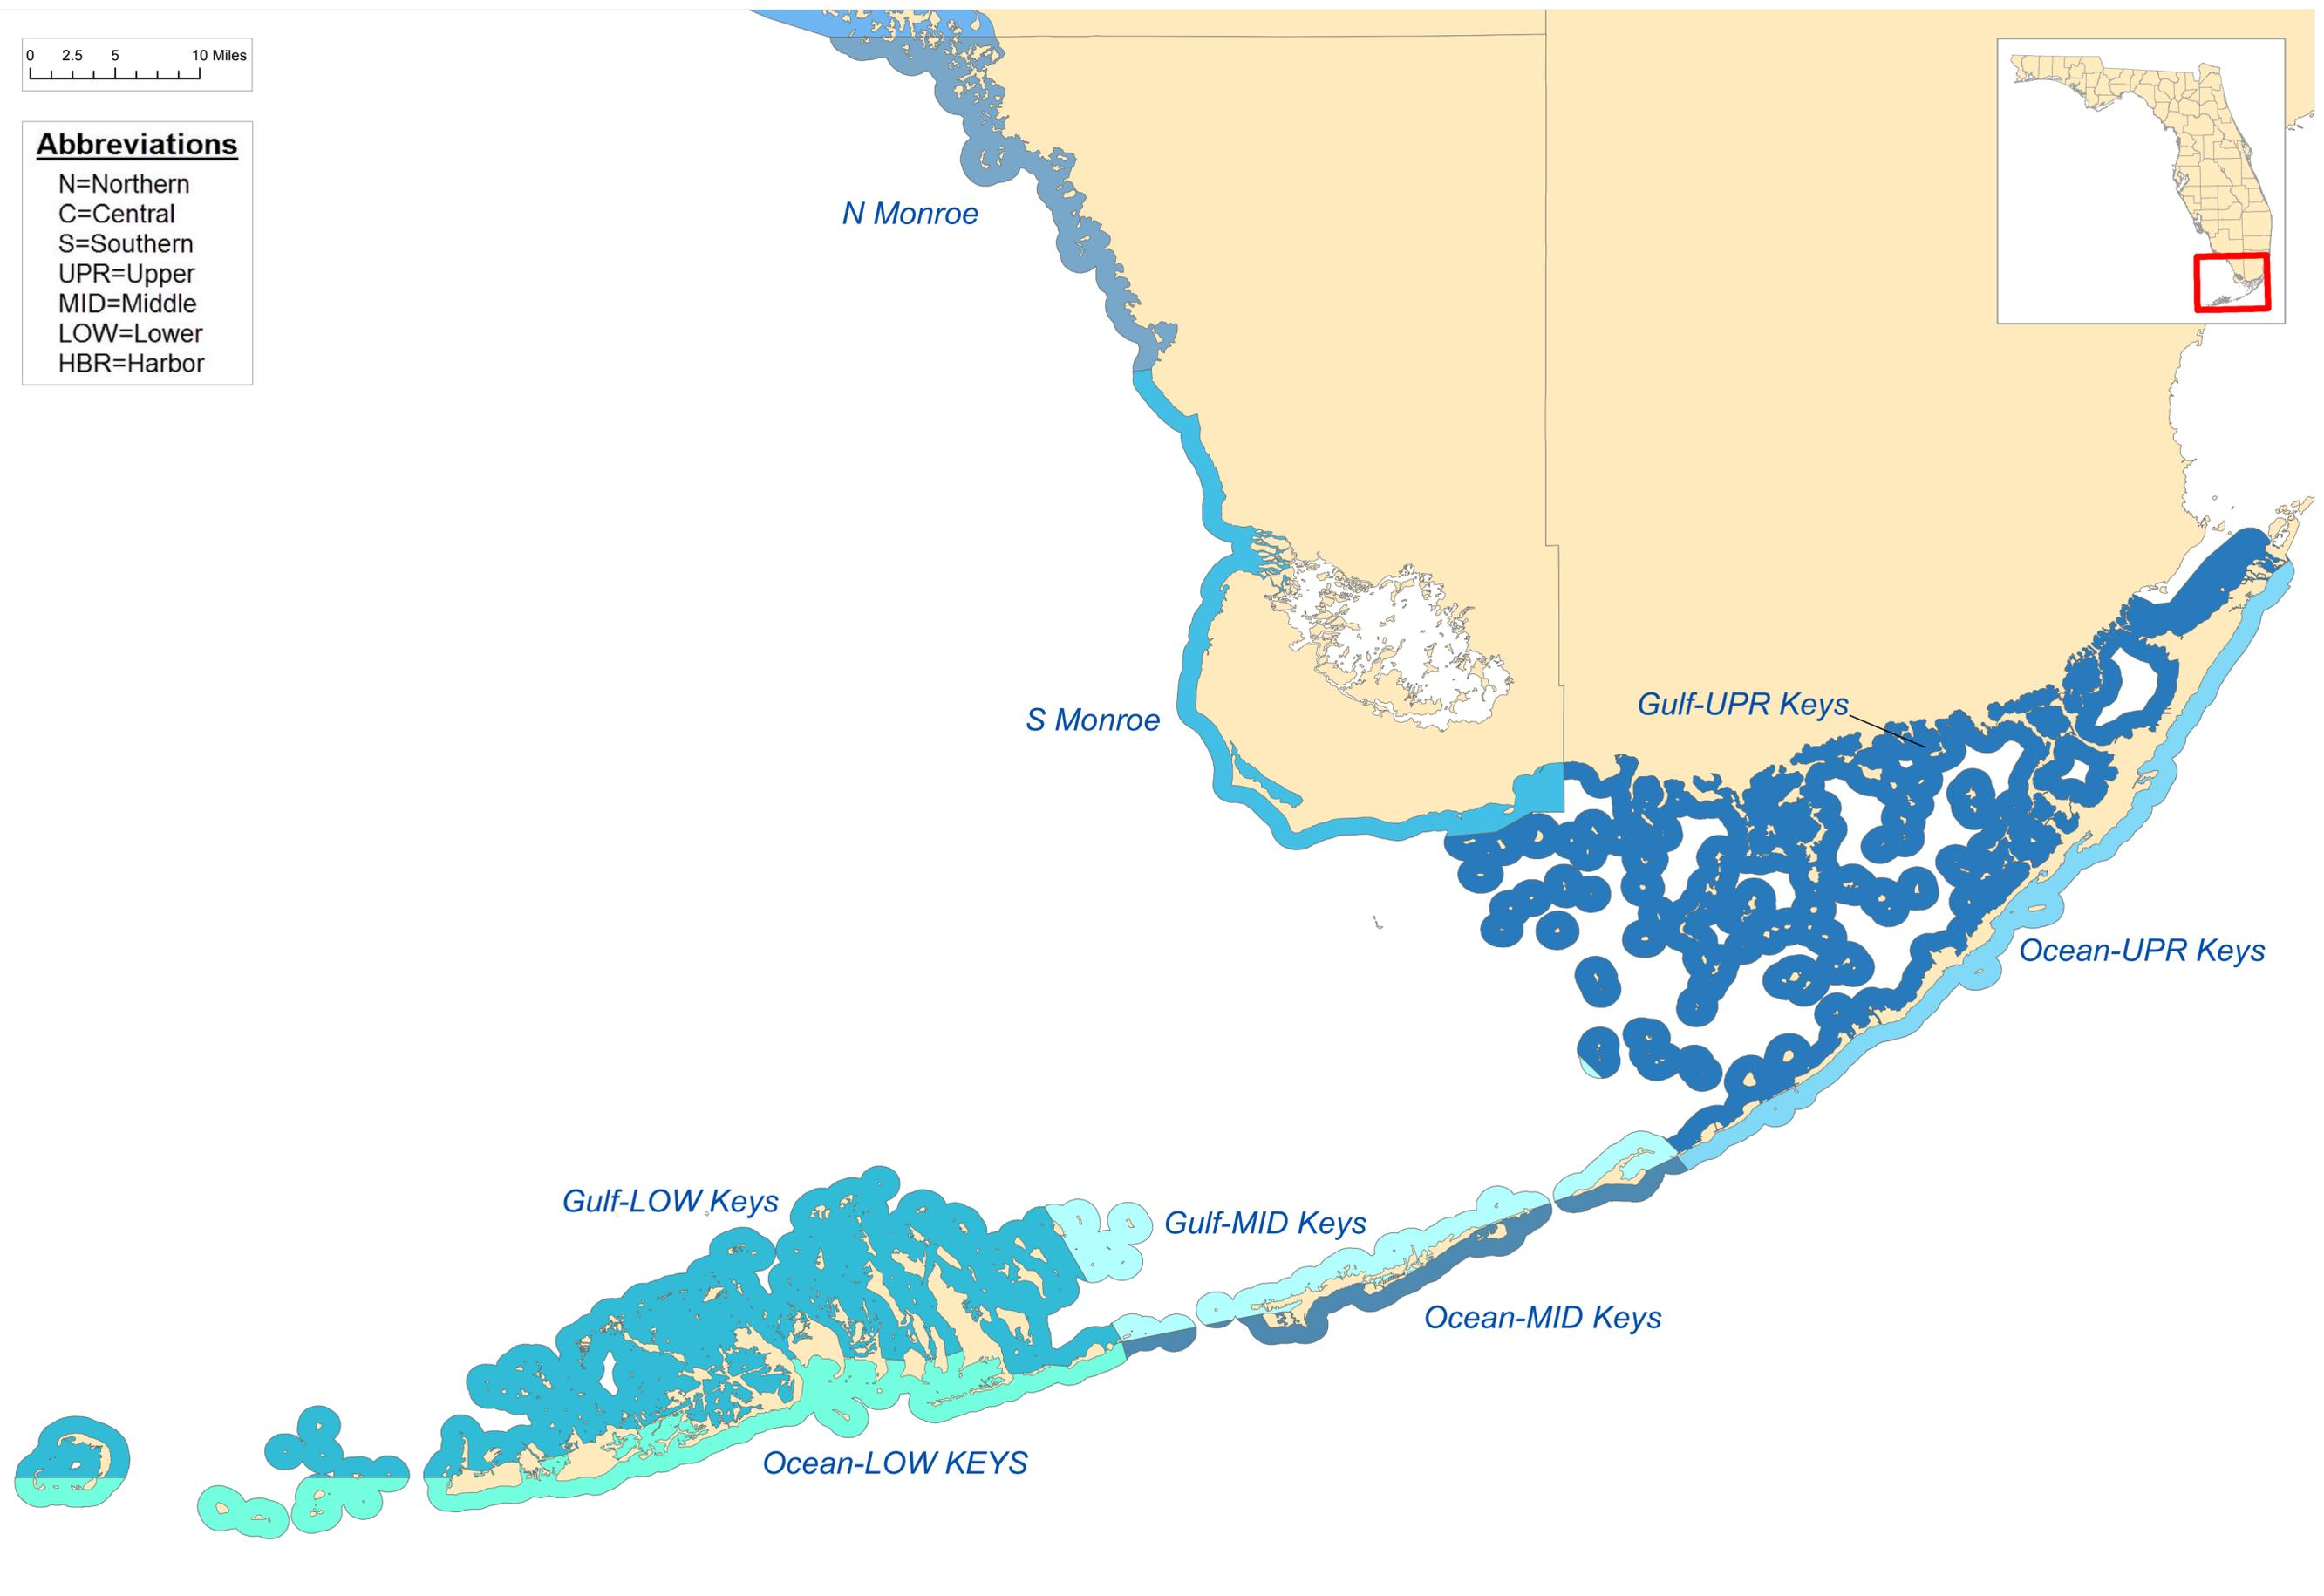 0 2.5 5 10 Miles
Abbreviations
N=Northern
C=Central
S=Southern
UPR=Upper
MID=Middle
LOW=Lower
HBR=Harbor
N Monroe
S Monroe
Gulf-UPR Keys
Ocean-UPR Keys
Gulf-LOW Keys
Gulf-MID Keys
Ocean-MID Keys
Ocean-LOW KEYS